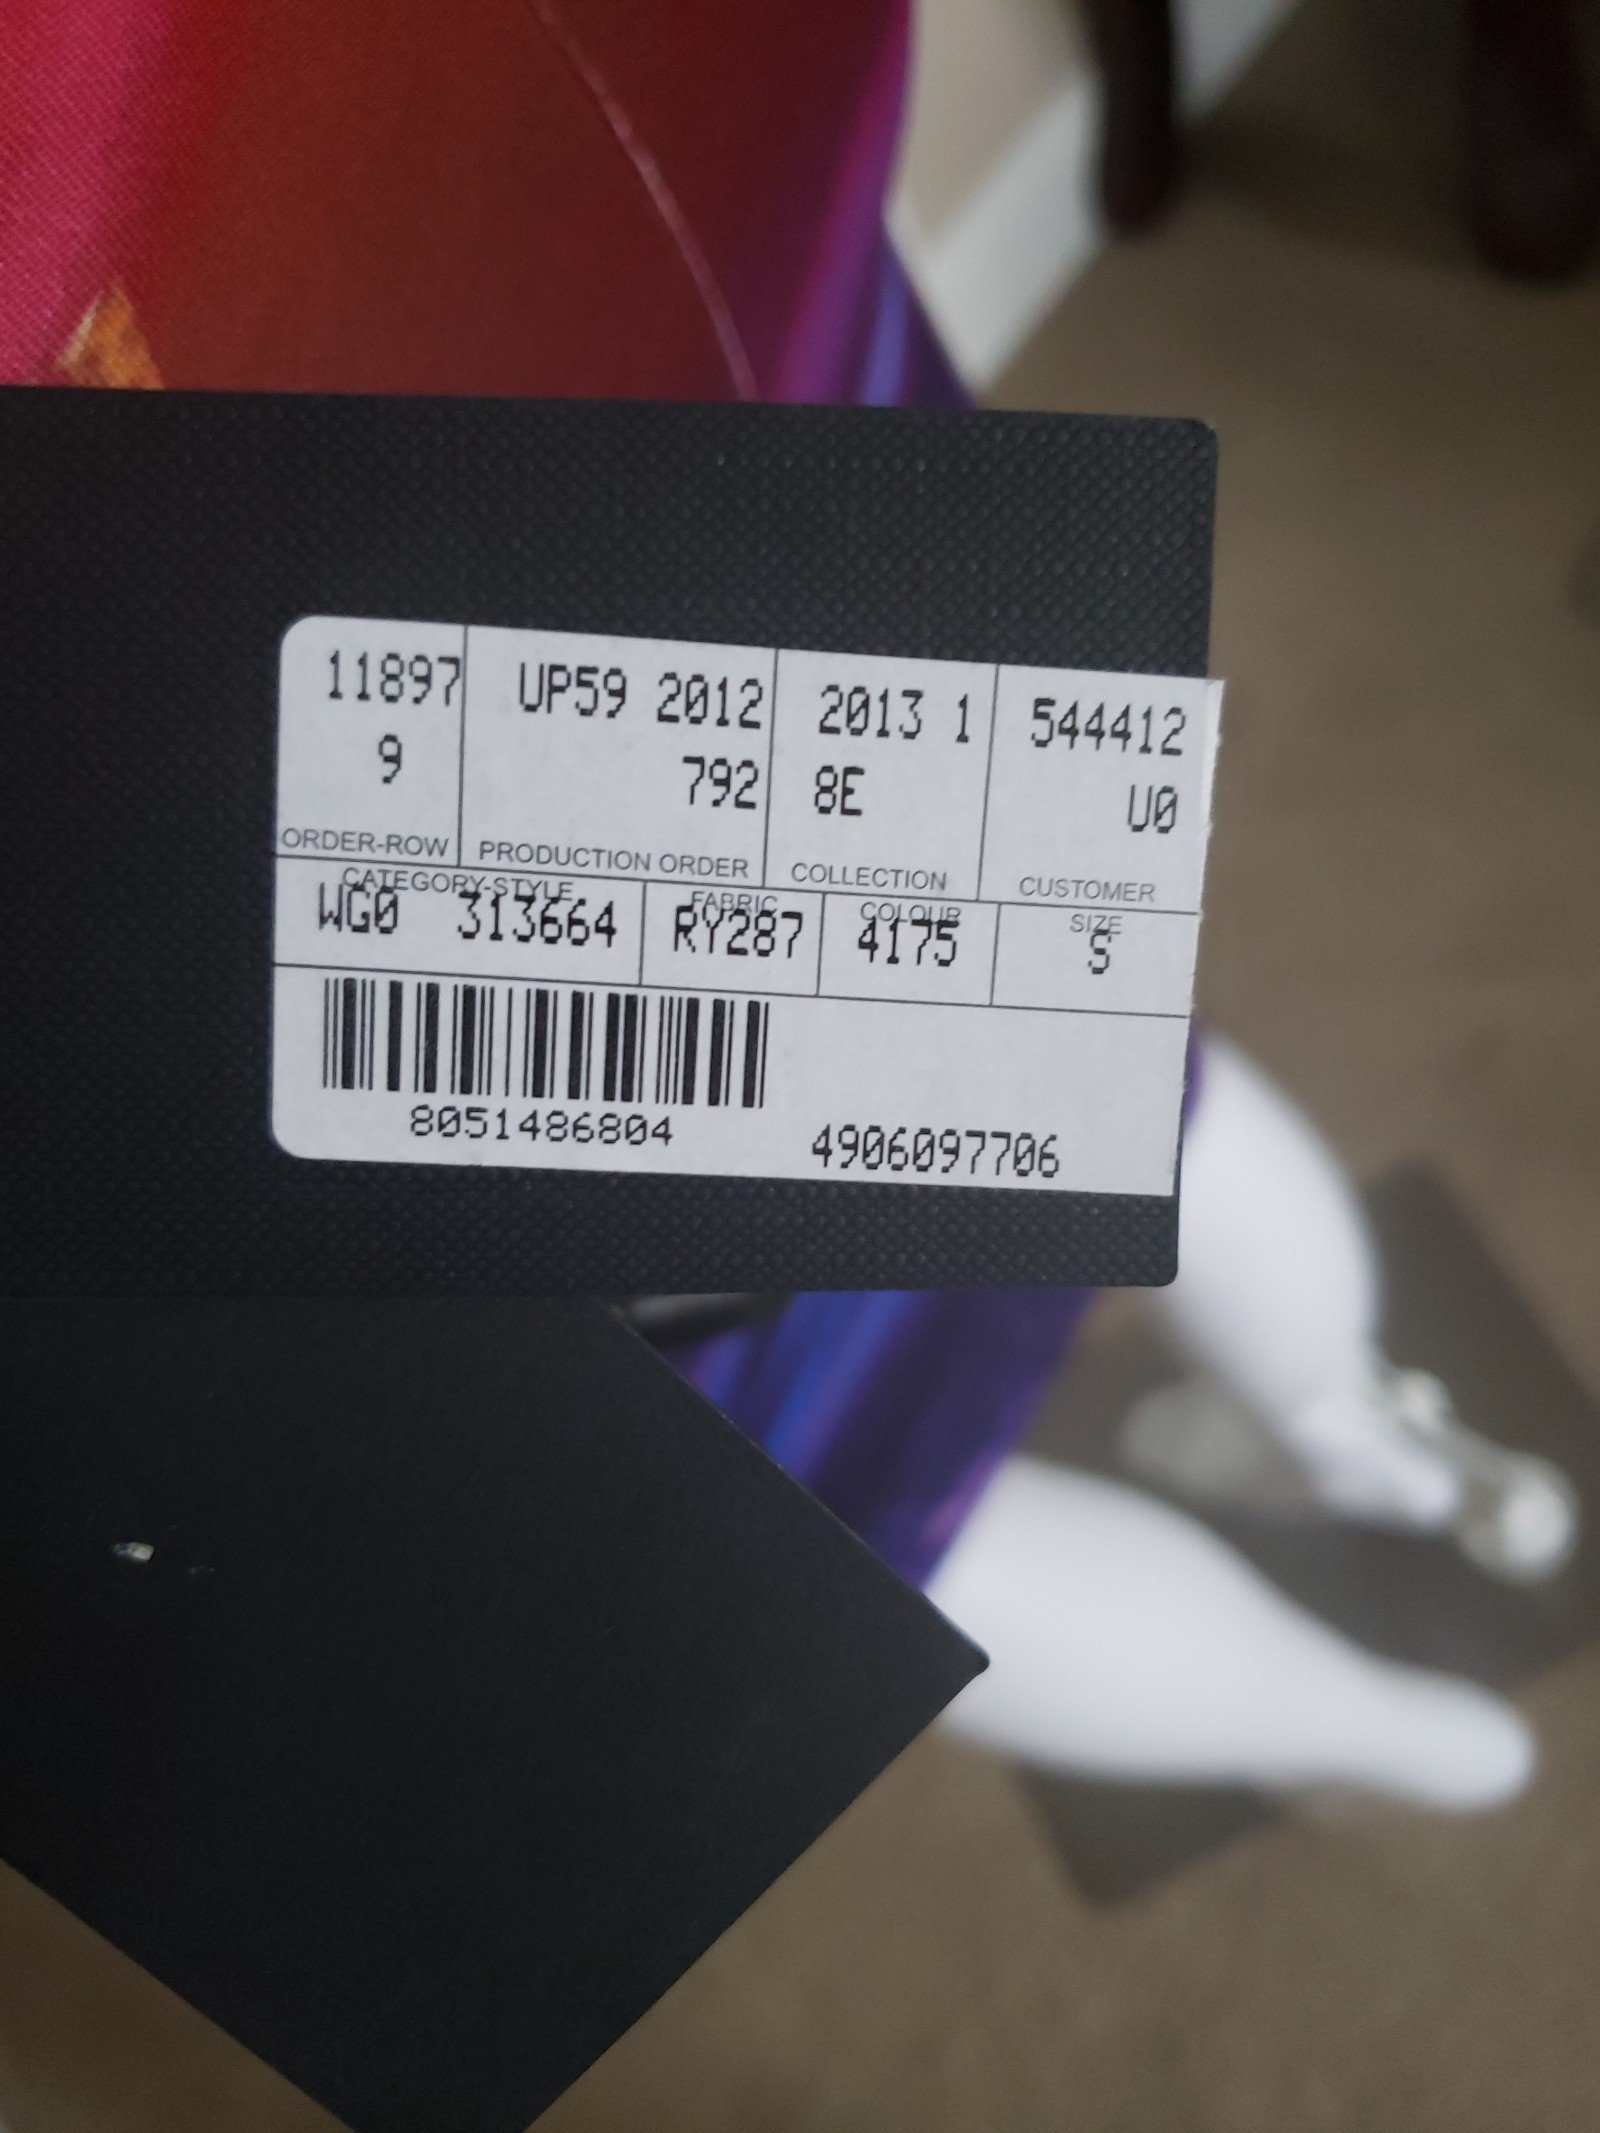 11897 UP59 2012 2013 1 544412
9 792 8E U0
ORDER-ROW PRODUCTION ORDER COLLECTION CUSTOMER
CATEGORY-STYLE FABRIC COLOUR SIZE
WG0 313664 RY287 4175 S
8051486804 4906097706